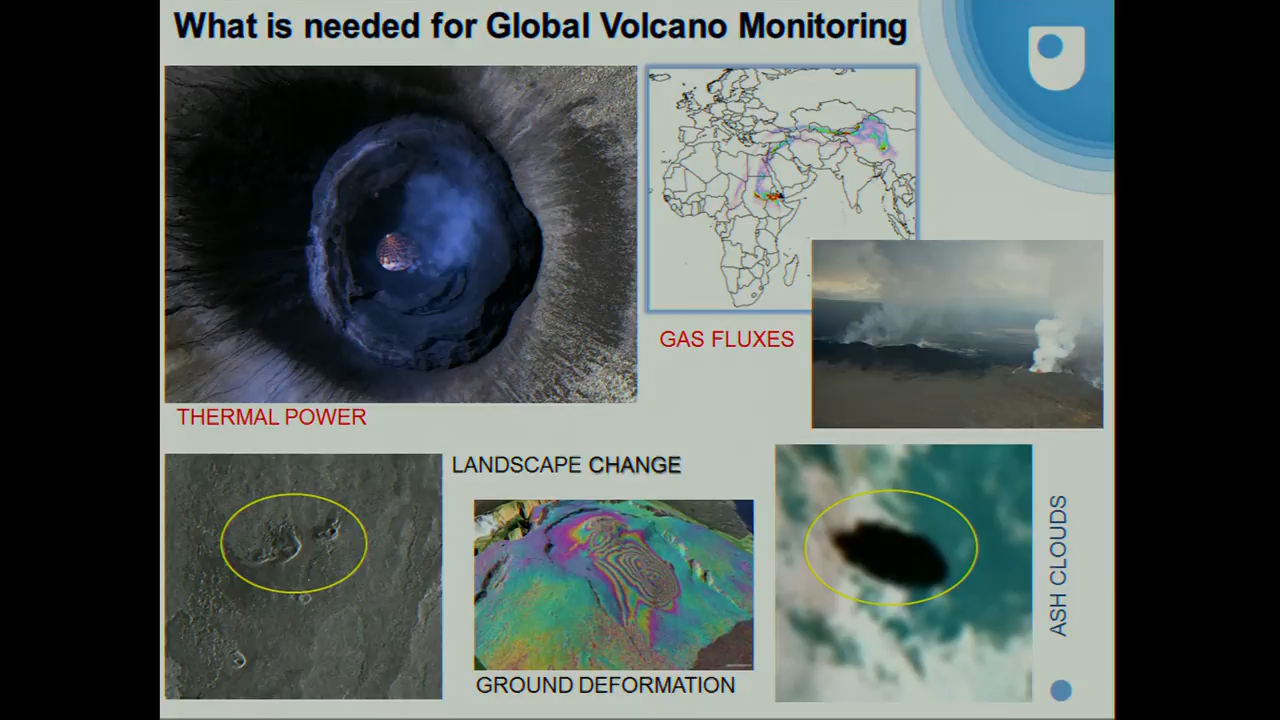 What is needed for Global Volcano Monitoring
GAS FLUXES
THERMAL POWER
LANDSCAPE CHANGE
GROUND DEFORMATION
ASH CLOUDS